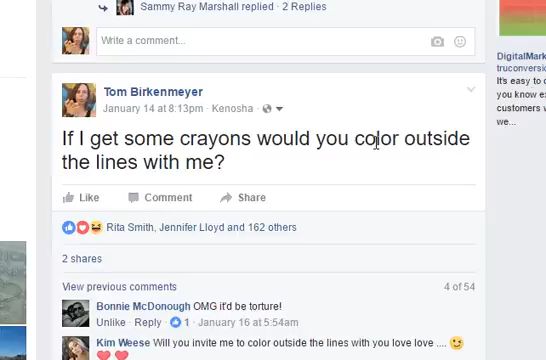 Sammy Ray Marshall replied · 2 Replies
Write a comment...
Tom Birkenmeyer
January 14 at 8:13pm · Kenosha ·
If I get some crayons would you color outside
the lines with me?
Like Comment Share
Rita Smith, Jennifer Lloyd and 162 others
2 shares
View previous comments 4 of 54
Bonnie McDonough OMG it'd be torture!
Unlike · Reply · 1 · January 16 at 5:54am
Kim Weese Will you invite me to color outside the lines with you love love ....
DigitalMark
truconversio
It's easy to
you know ex
customers
we...